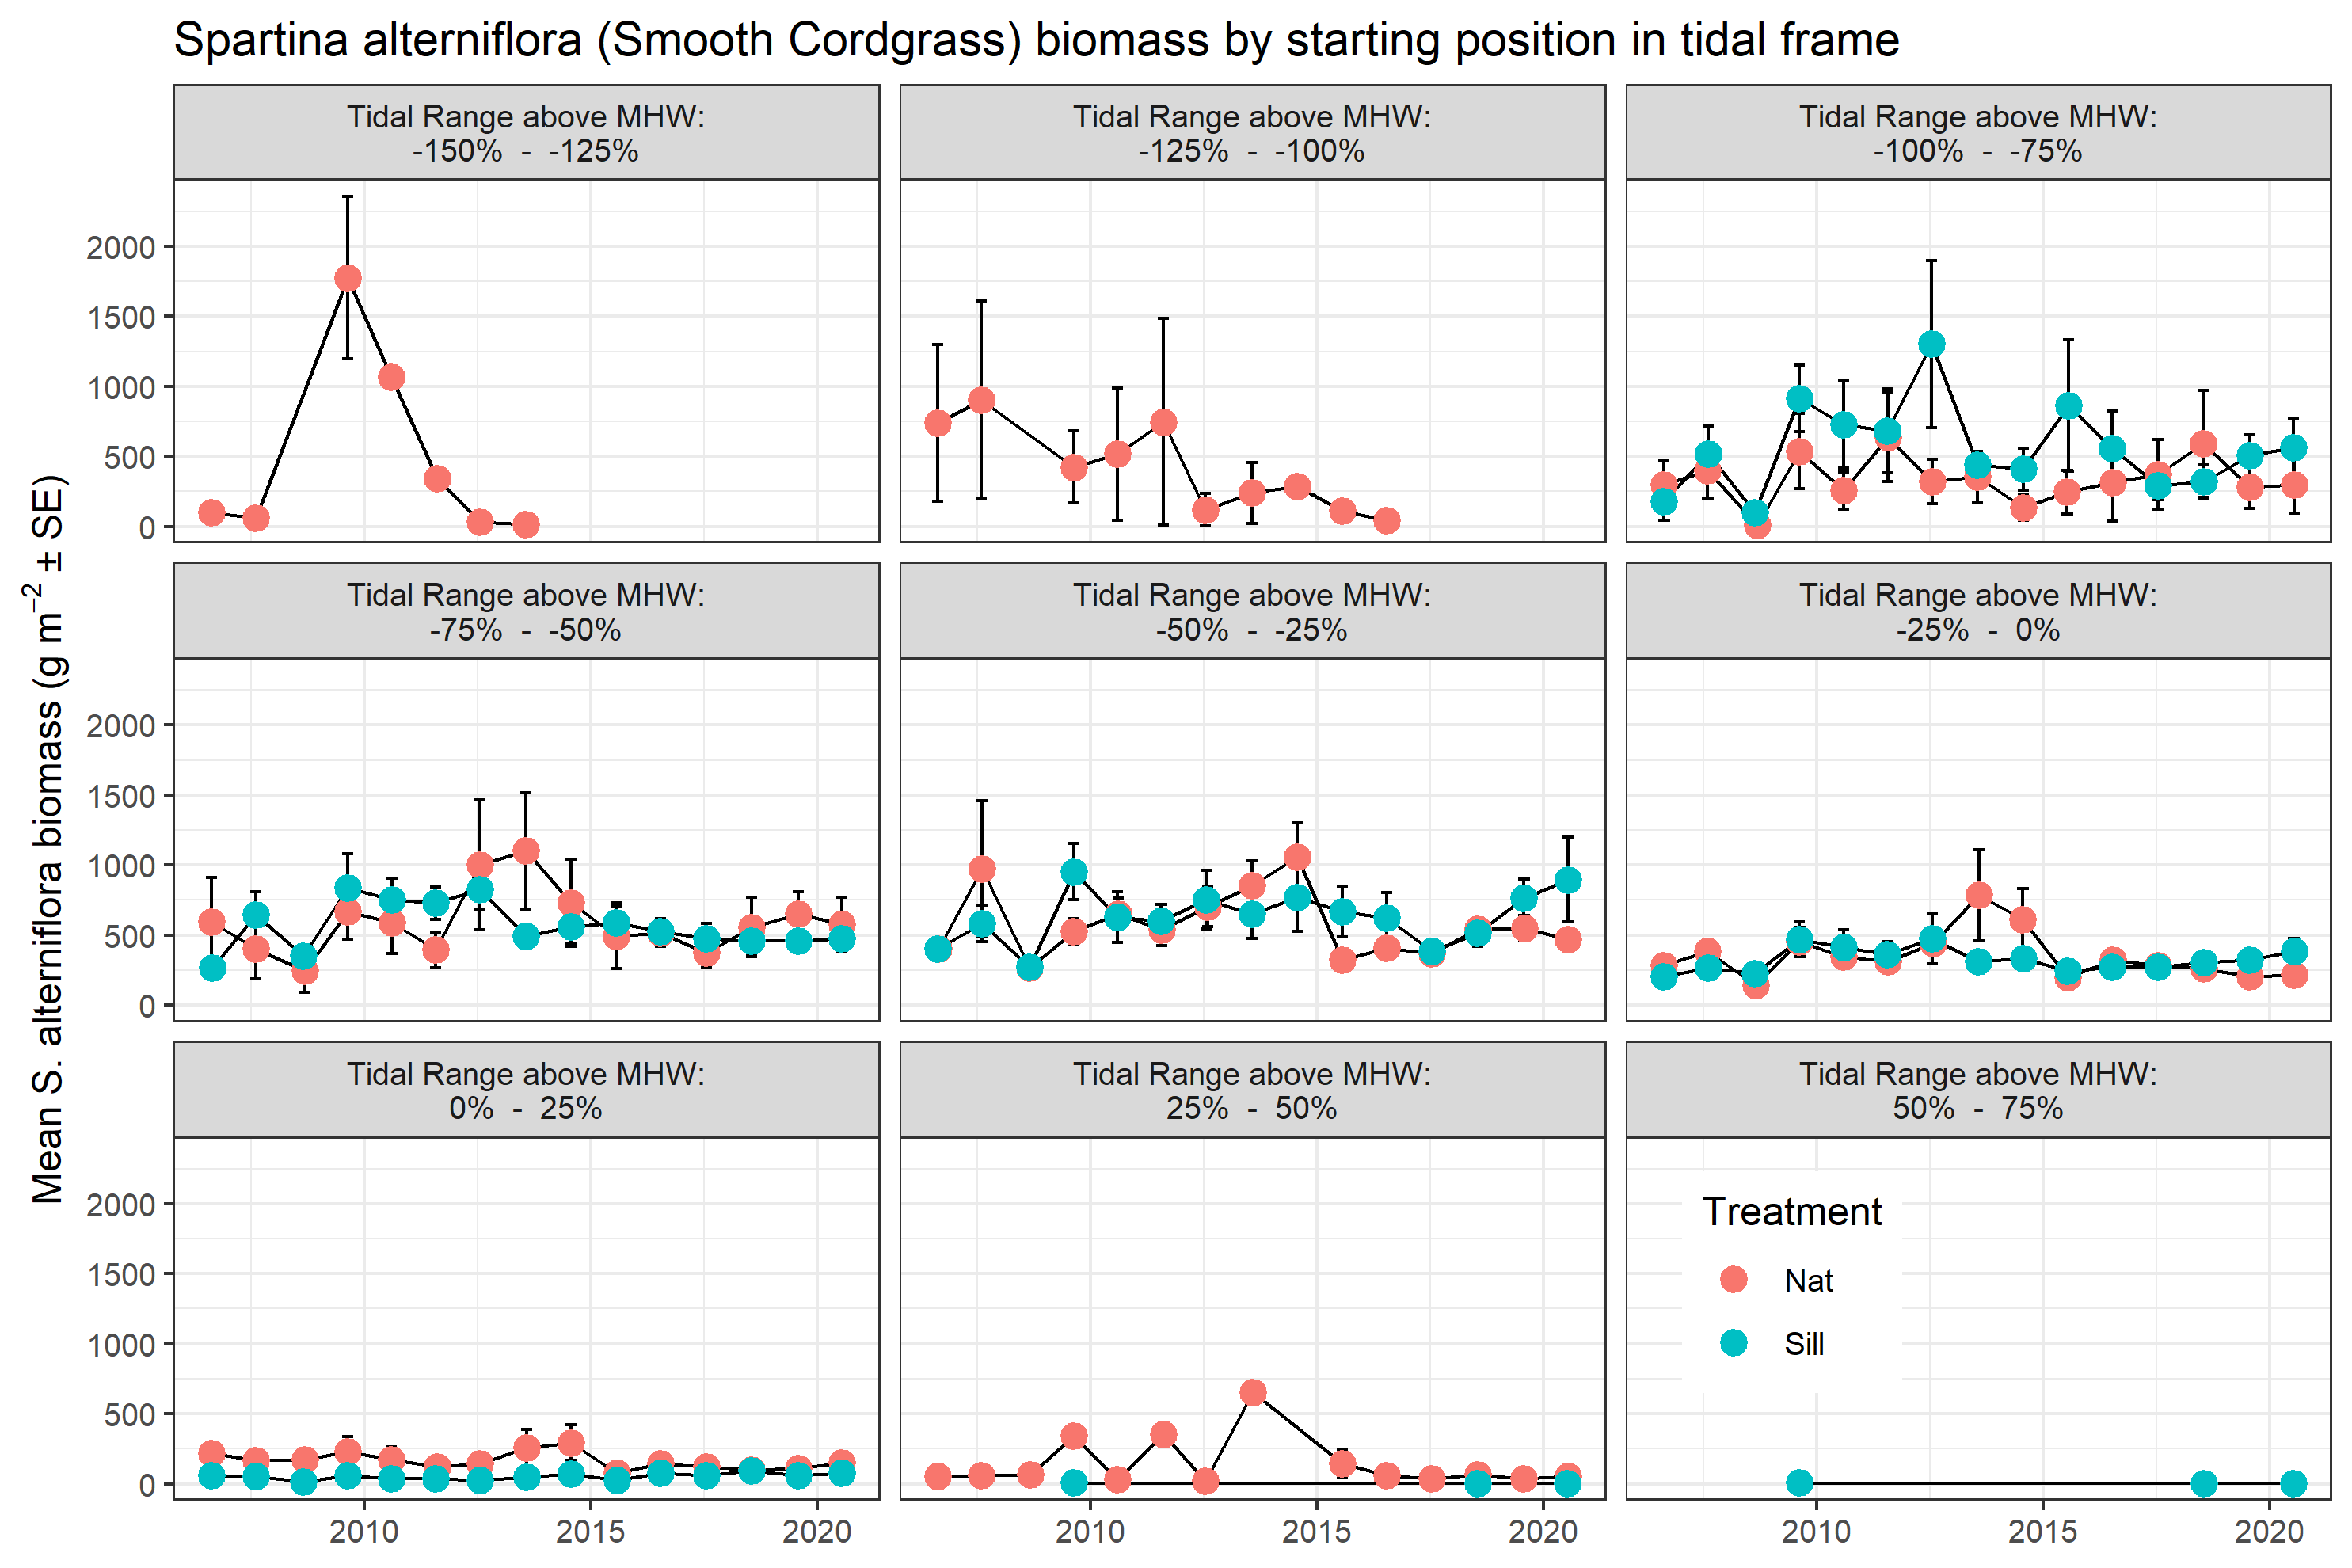 Spartina alterniflora (Smooth Cordgrass) biomass by starting position in tidal frame
Mean S. alterniflora biomass (g m⁻² ± SE)
Tidal Range above MHW:
-150% - -125%
Tidal Range above MHW:
-125% - -100%
Tidal Range above MHW:
-100% - -75%
2000
1500
1000
500
0
Tidal Range above MHW:
-75% - -50%
Tidal Range above MHW:
-50% - -25%
Tidal Range above MHW:
-25% - 0%
2000
1500
1000
500
0
Tidal Range above MHW:
0% - 25%
Tidal Range above MHW:
25% - 50%
Tidal Range above MHW:
50% - 75%
2000
1500
1000
500
0
Treatment
Nat
Sill
2010 2015 2020
2010 2015 2020
2010 2015 2020